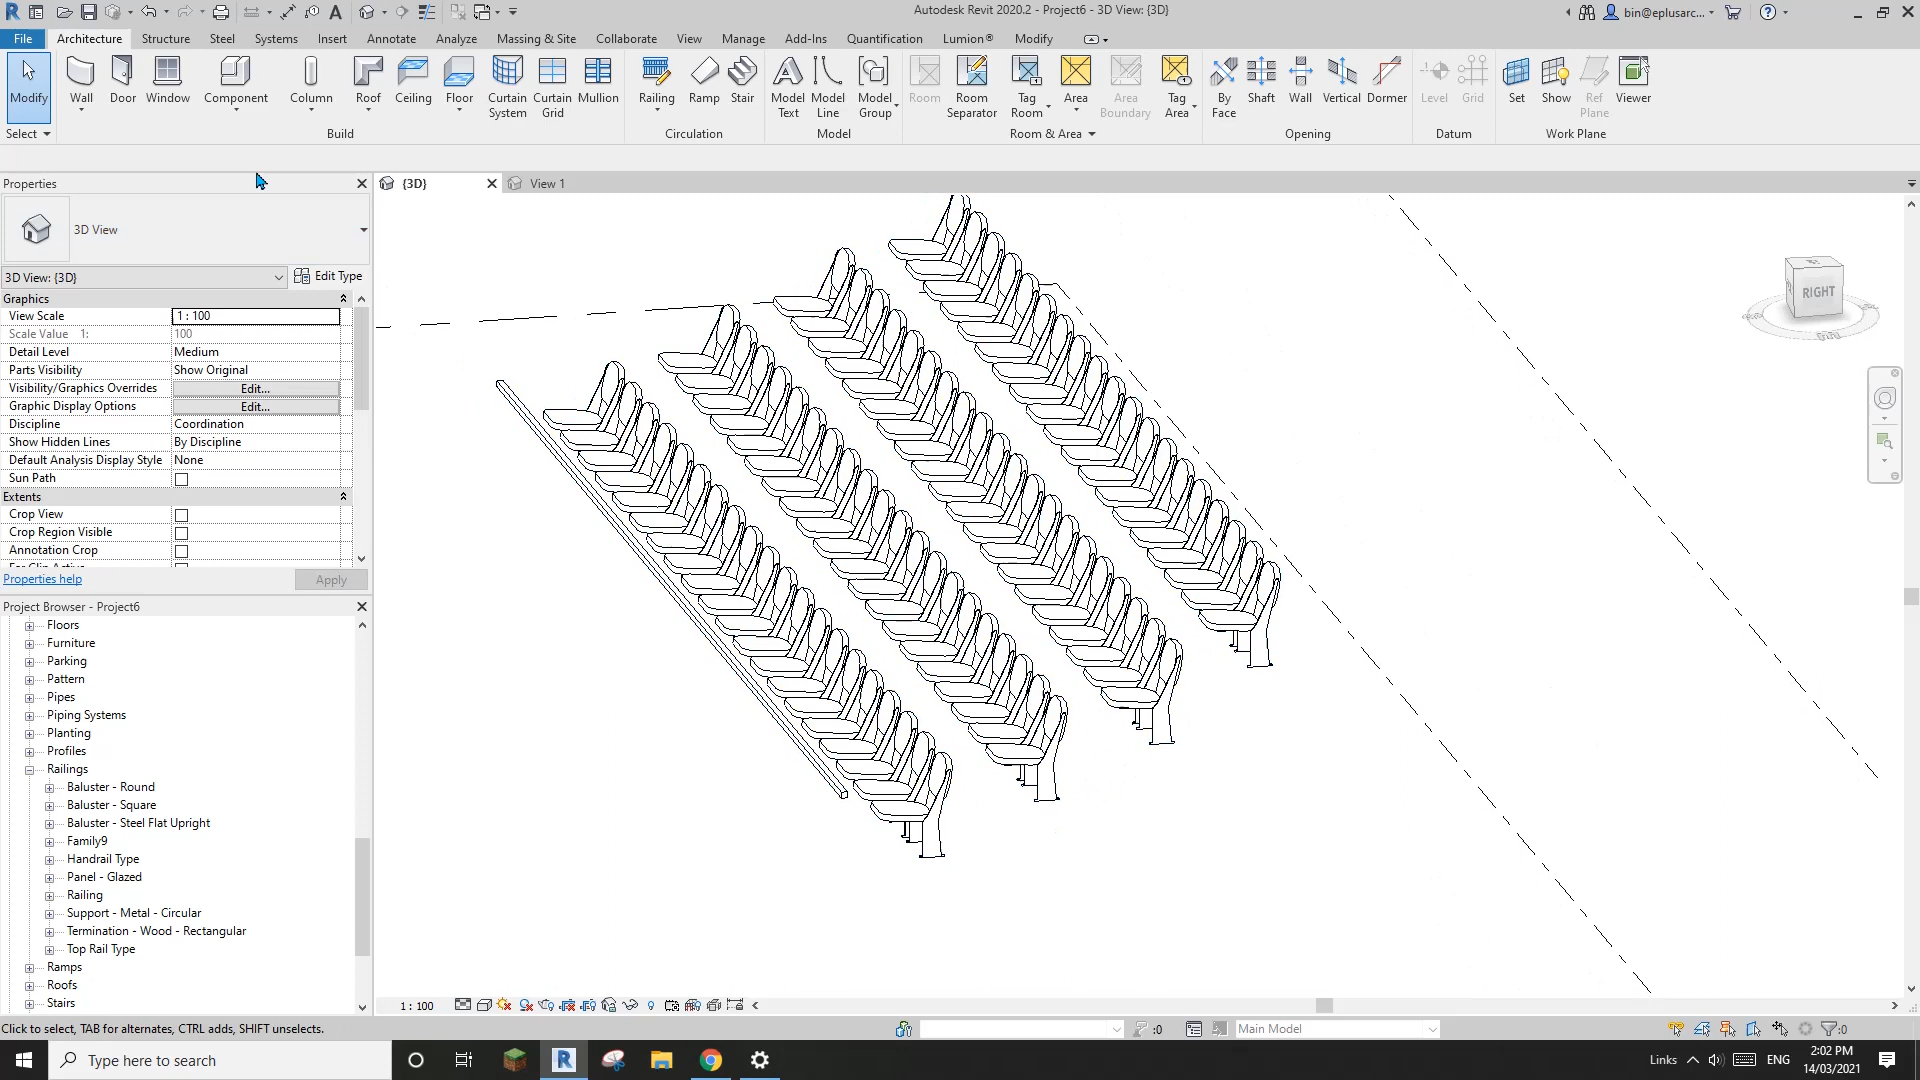 Autodesk Revit 2020.2 - Project6 - 3D View: {3D}
bin@eplusarc...
File Architecture Structure Steel Systems Insert Annotate Analyze Massing & Site Collaborate View Manage Add-Ins Quantification Lumion® Modify
Modify Wall Door Window Component Column Roof Ceiling Floor Curtain System Curtain Grid Mullion Railing Ramp Stair Model Text Model Line Model Group Room Room Separator Tag Room Area Area Boundary Tag Area By Face Shaft Wall Vertical Dormer Level Grid Set Show Ref Plane Viewer
Select Build Circulation Model Room & Area Opening Datum Work Plane
Properties
{3D} View 1
3D View
3D View: {3D} Edit Type
Graphics
View Scale 1 : 100
Scale Value 1: 100
Detail Level Medium
Parts Visibility Show Original
Visibility/Graphics Overrides Edit...
Graphic Display Options Edit...
Discipline Coordination
Show Hidden Lines By Discipline
Default Analysis Display Style None
Sun Path
Extents
Crop View
Crop Region Visible
Annotation Crop
Properties help Apply
Project Browser - Project6
Floors
Furniture
Parking
Pattern
Pipes
Piping Systems
Planting
Profiles
Railings
Baluster - Round
Baluster - Square
Baluster - Steel Flat Upright
Family9
Handrail Type
Panel - Glazed
Railing
Support - Metal - Circular
Termination - Wood - Rectangular
Top Rail Type
Ramps
Roofs
Stairs
RIGHT
1 : 100
Click to select, TAB for alternates, CTRL adds, SHIFT unselects.
:0 Main Model :0
Type here to search
Links ENG
2:02 PM
14/03/2021